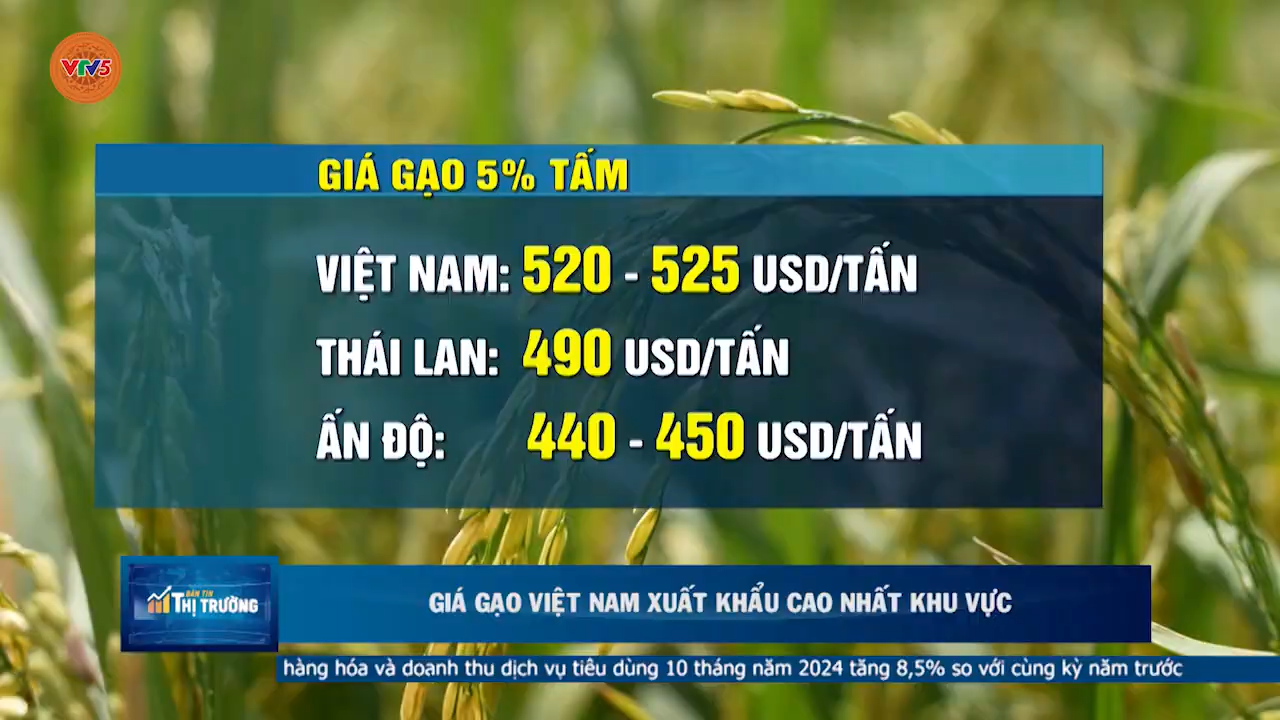 VTV5
GIÁ GẠO 5% TẤM
VIỆT NAM: 520 - 525 USD/TẤN
THÁI LAN: 490 USD/TẤN
ẤN ĐỘ: 440 - 450 USD/TẤN
BẢN TIN
THỊ TRƯỜNG
GIÁ GẠO VIỆT NAM XUẤT KHẨU CAO NHẤT KHU VỰC
hàng hóa và doanh thu dịch vụ tiêu dùng 10 tháng năm 2024 tăng 8,5% so với cùng kỳ năm trước